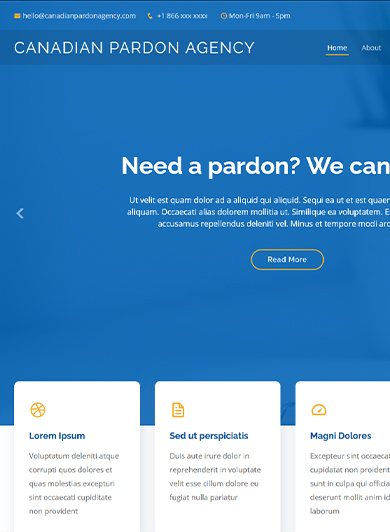 hello@canadianpardonagency.com +1 866 xxx xxxx Mon-Fri 9am - 5pm
CANADIAN PARDON AGENCY Home About
Need a pardon? We can
Ut velit est quam dolor ad a aliquid qui aliquid. Sequi ea ut et est quaer
aliquam. Occaecati alias dolorem mollitia ut. Similique ea voluptatem. E
accusamus repellendus deleniti vel. Minus et tempore modi arc
Read More
Lorem Ipsum
Voluptatum deleniti atque
corrupti quos dolores et
quas molestias excepturi
sint occaecati cupiditate
non provident
Sed ut perspiciatis
Duis aute irure dolor in
reprehenderit in voluptate
velit esse cillum dolore eu
fugiat nulla pariatur
Magni Dolores
Excepteur sint occaecat
cupidatat non proident
sunt in culpa qui officia
deserunt mollit anim id
laborum